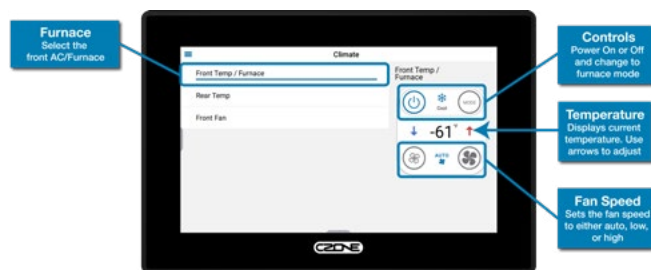 Furnace
Select the
front AC/Furnace
Climate
Front Temp / Furnace
Rear Temp
Front Fan
Front Temp /
Furnace
Cool
MODE
-61°
AUTO
CZONE
Controls
Power On or Off
and change to
furnace mode
Temperature
Displays current
temperature. Use
arrows to adjust
Fan Speed
Sets the fan speed
to either auto, low,
or high